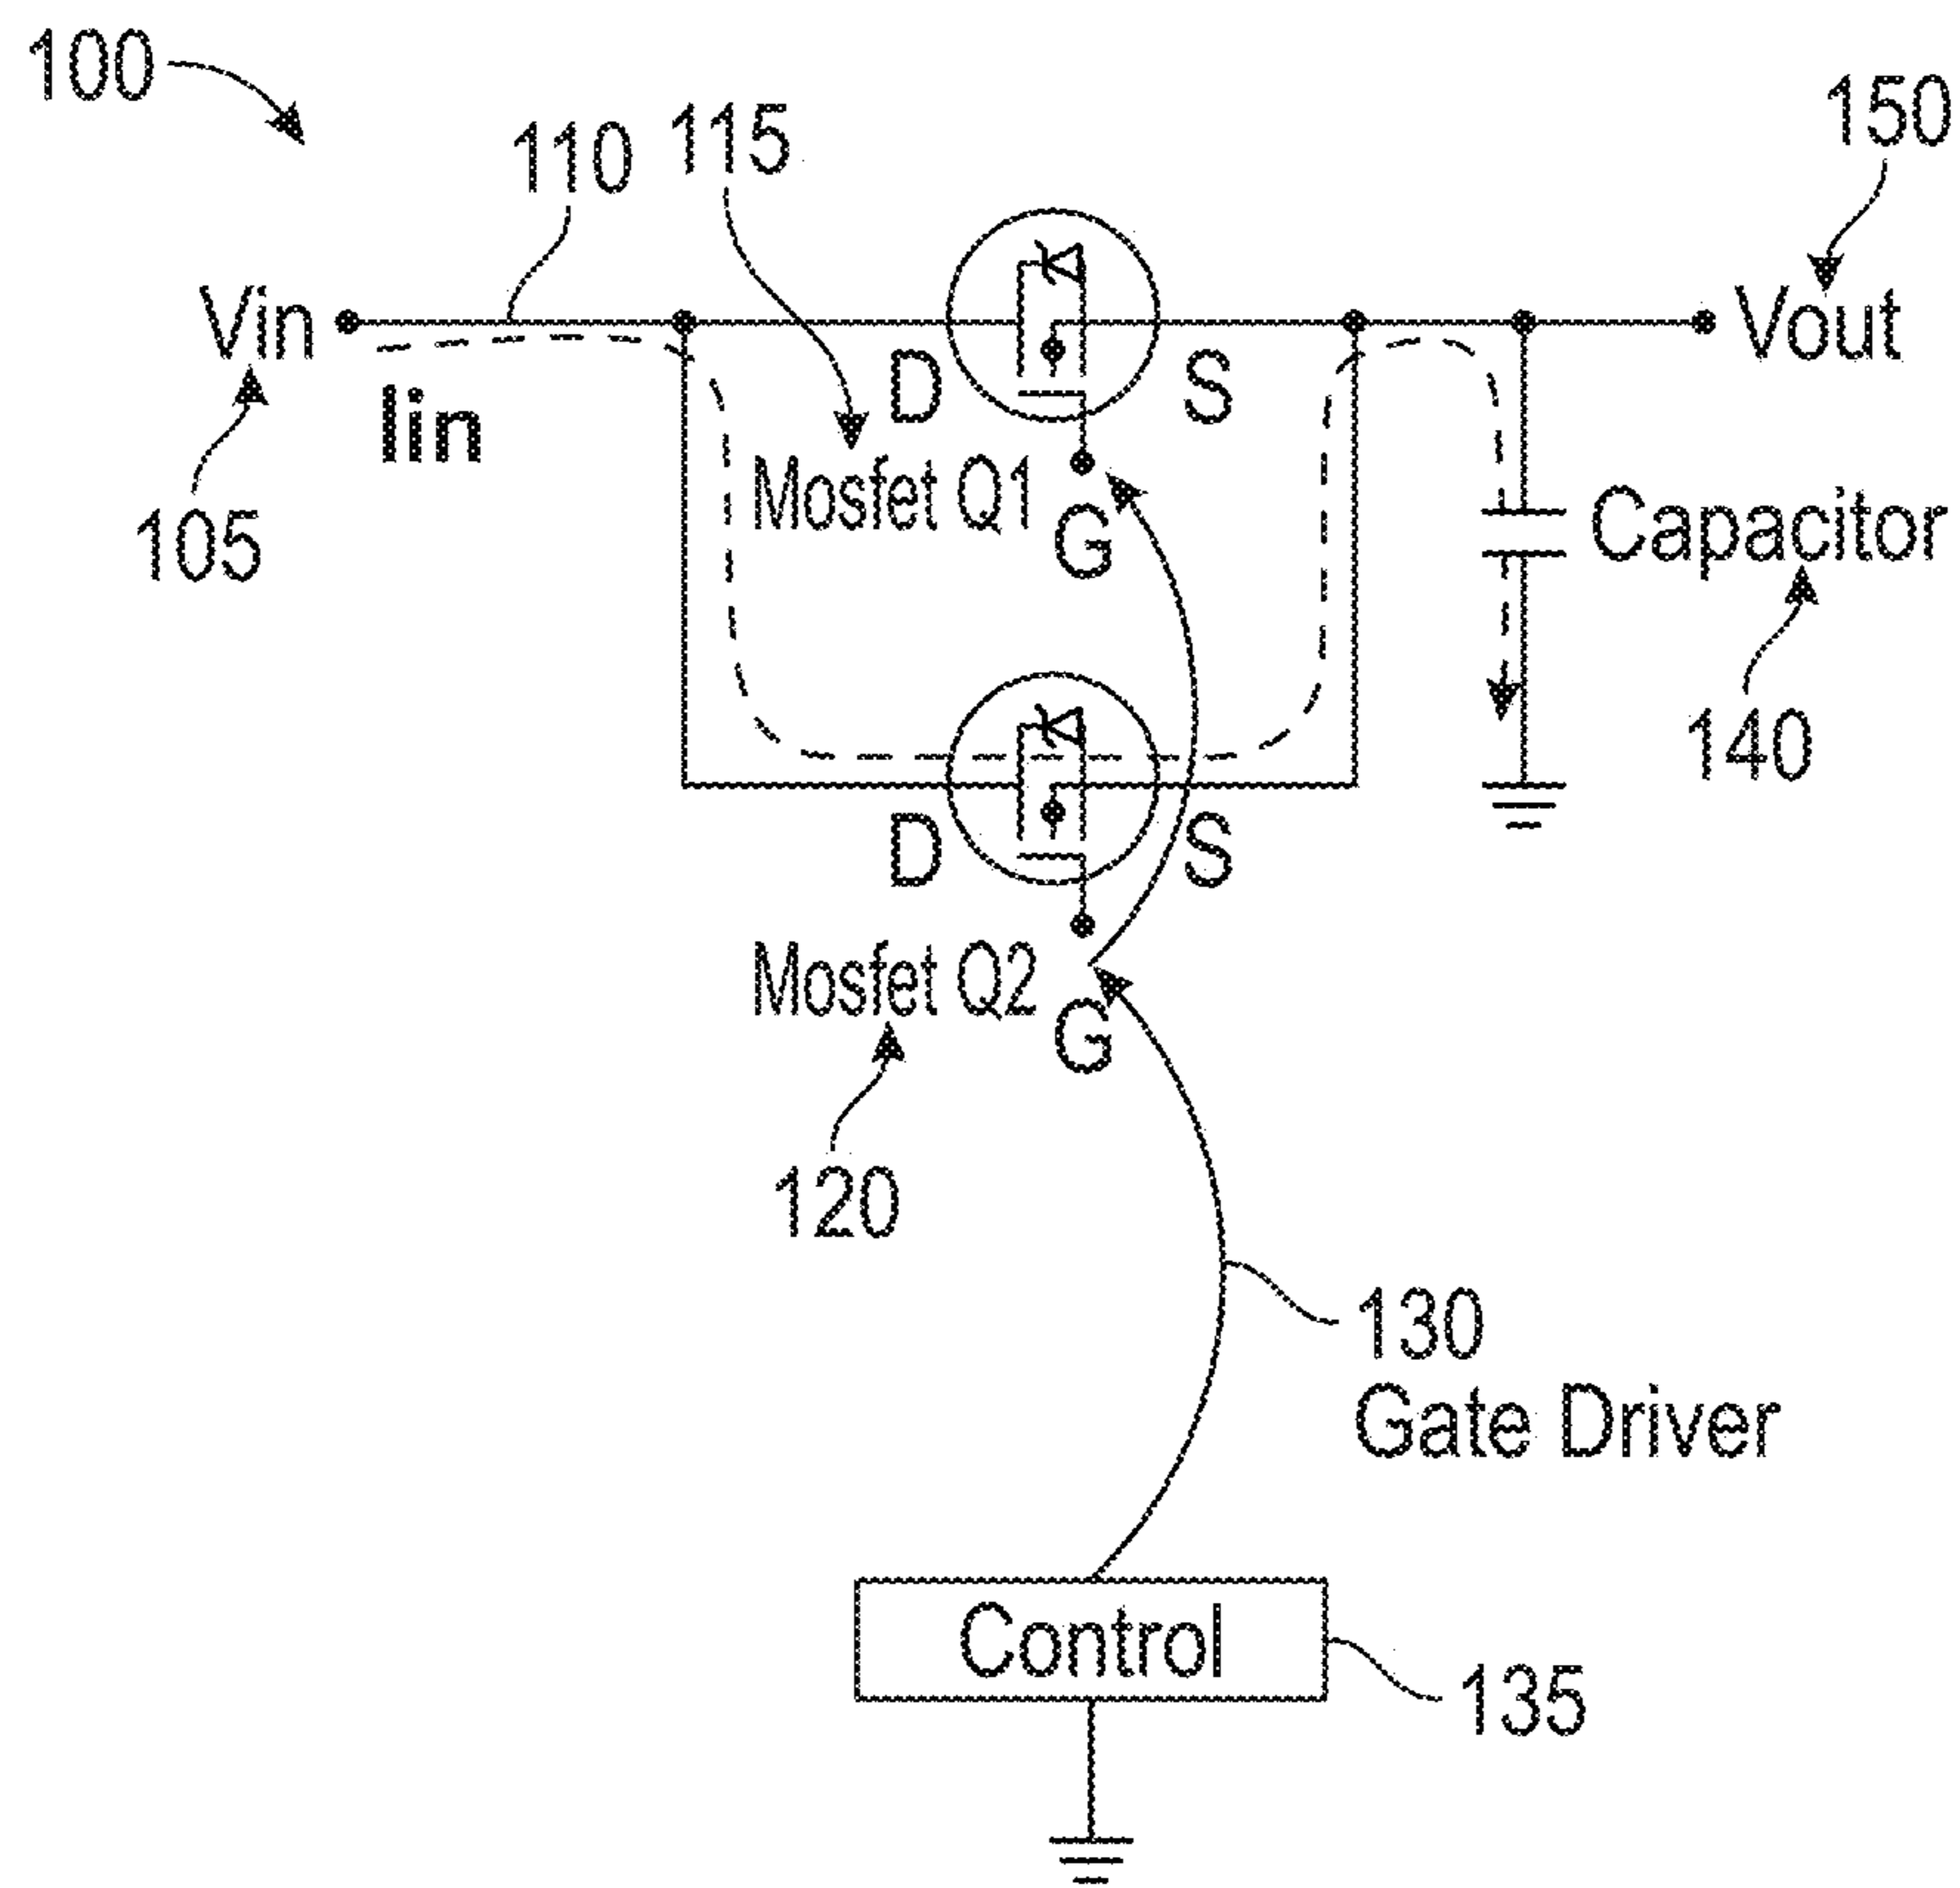 100
110
115
150
Vin
Iin
105
D
S
Mosfet Q1
G
Vout
Capacitor
140
D
S
Mosfet Q2
G
120
130
Gate Driver
Control
135